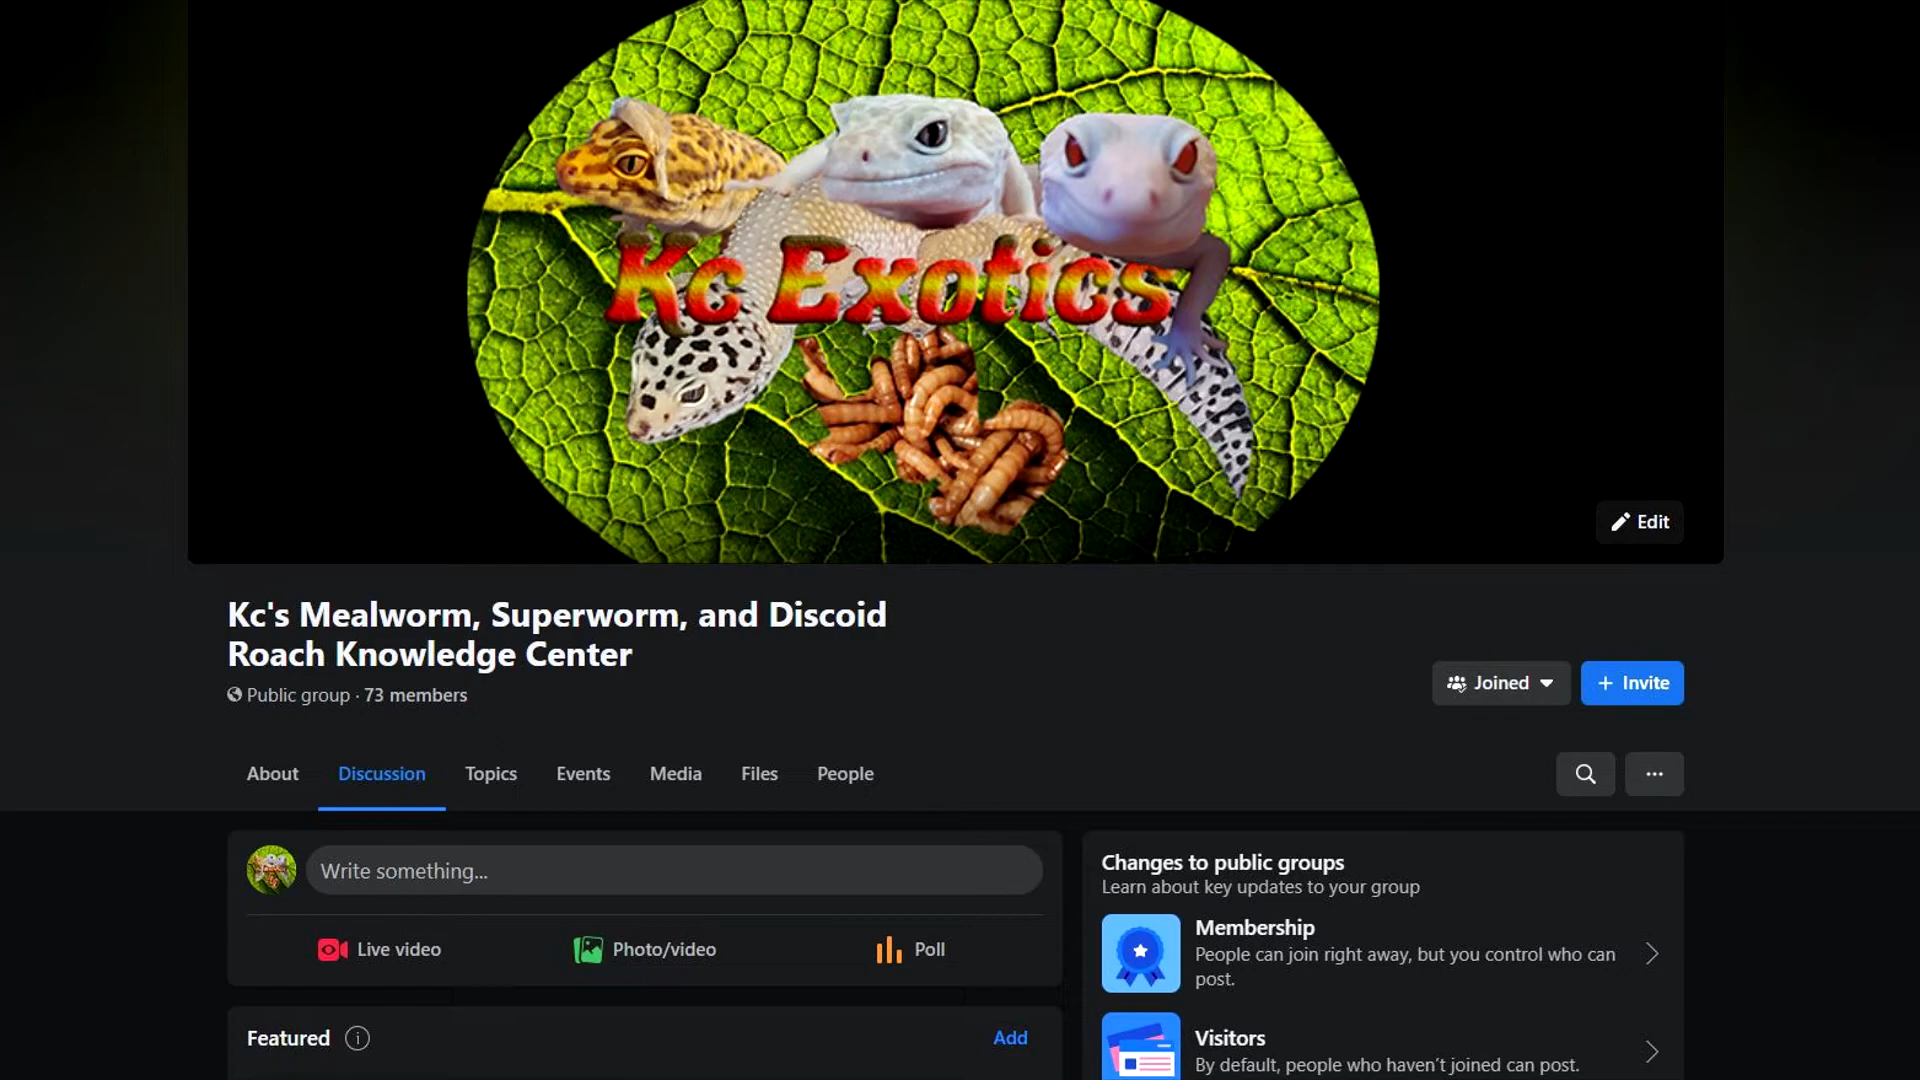 Kc Exotics
Edit
Kc's Mealworm, Superworm, and Discoid
Roach Knowledge Center
Public group · 73 members
Joined
+ Invite
About
Discussion
Topics
Events
Media
Files
People
Write something...
Live video
Photo/video
Poll
Featured
Add
Changes to public groups
Learn about key updates to your group
Membership
People can join right away, but you control who can
post.
Visitors
By default, people who haven't joined can post.